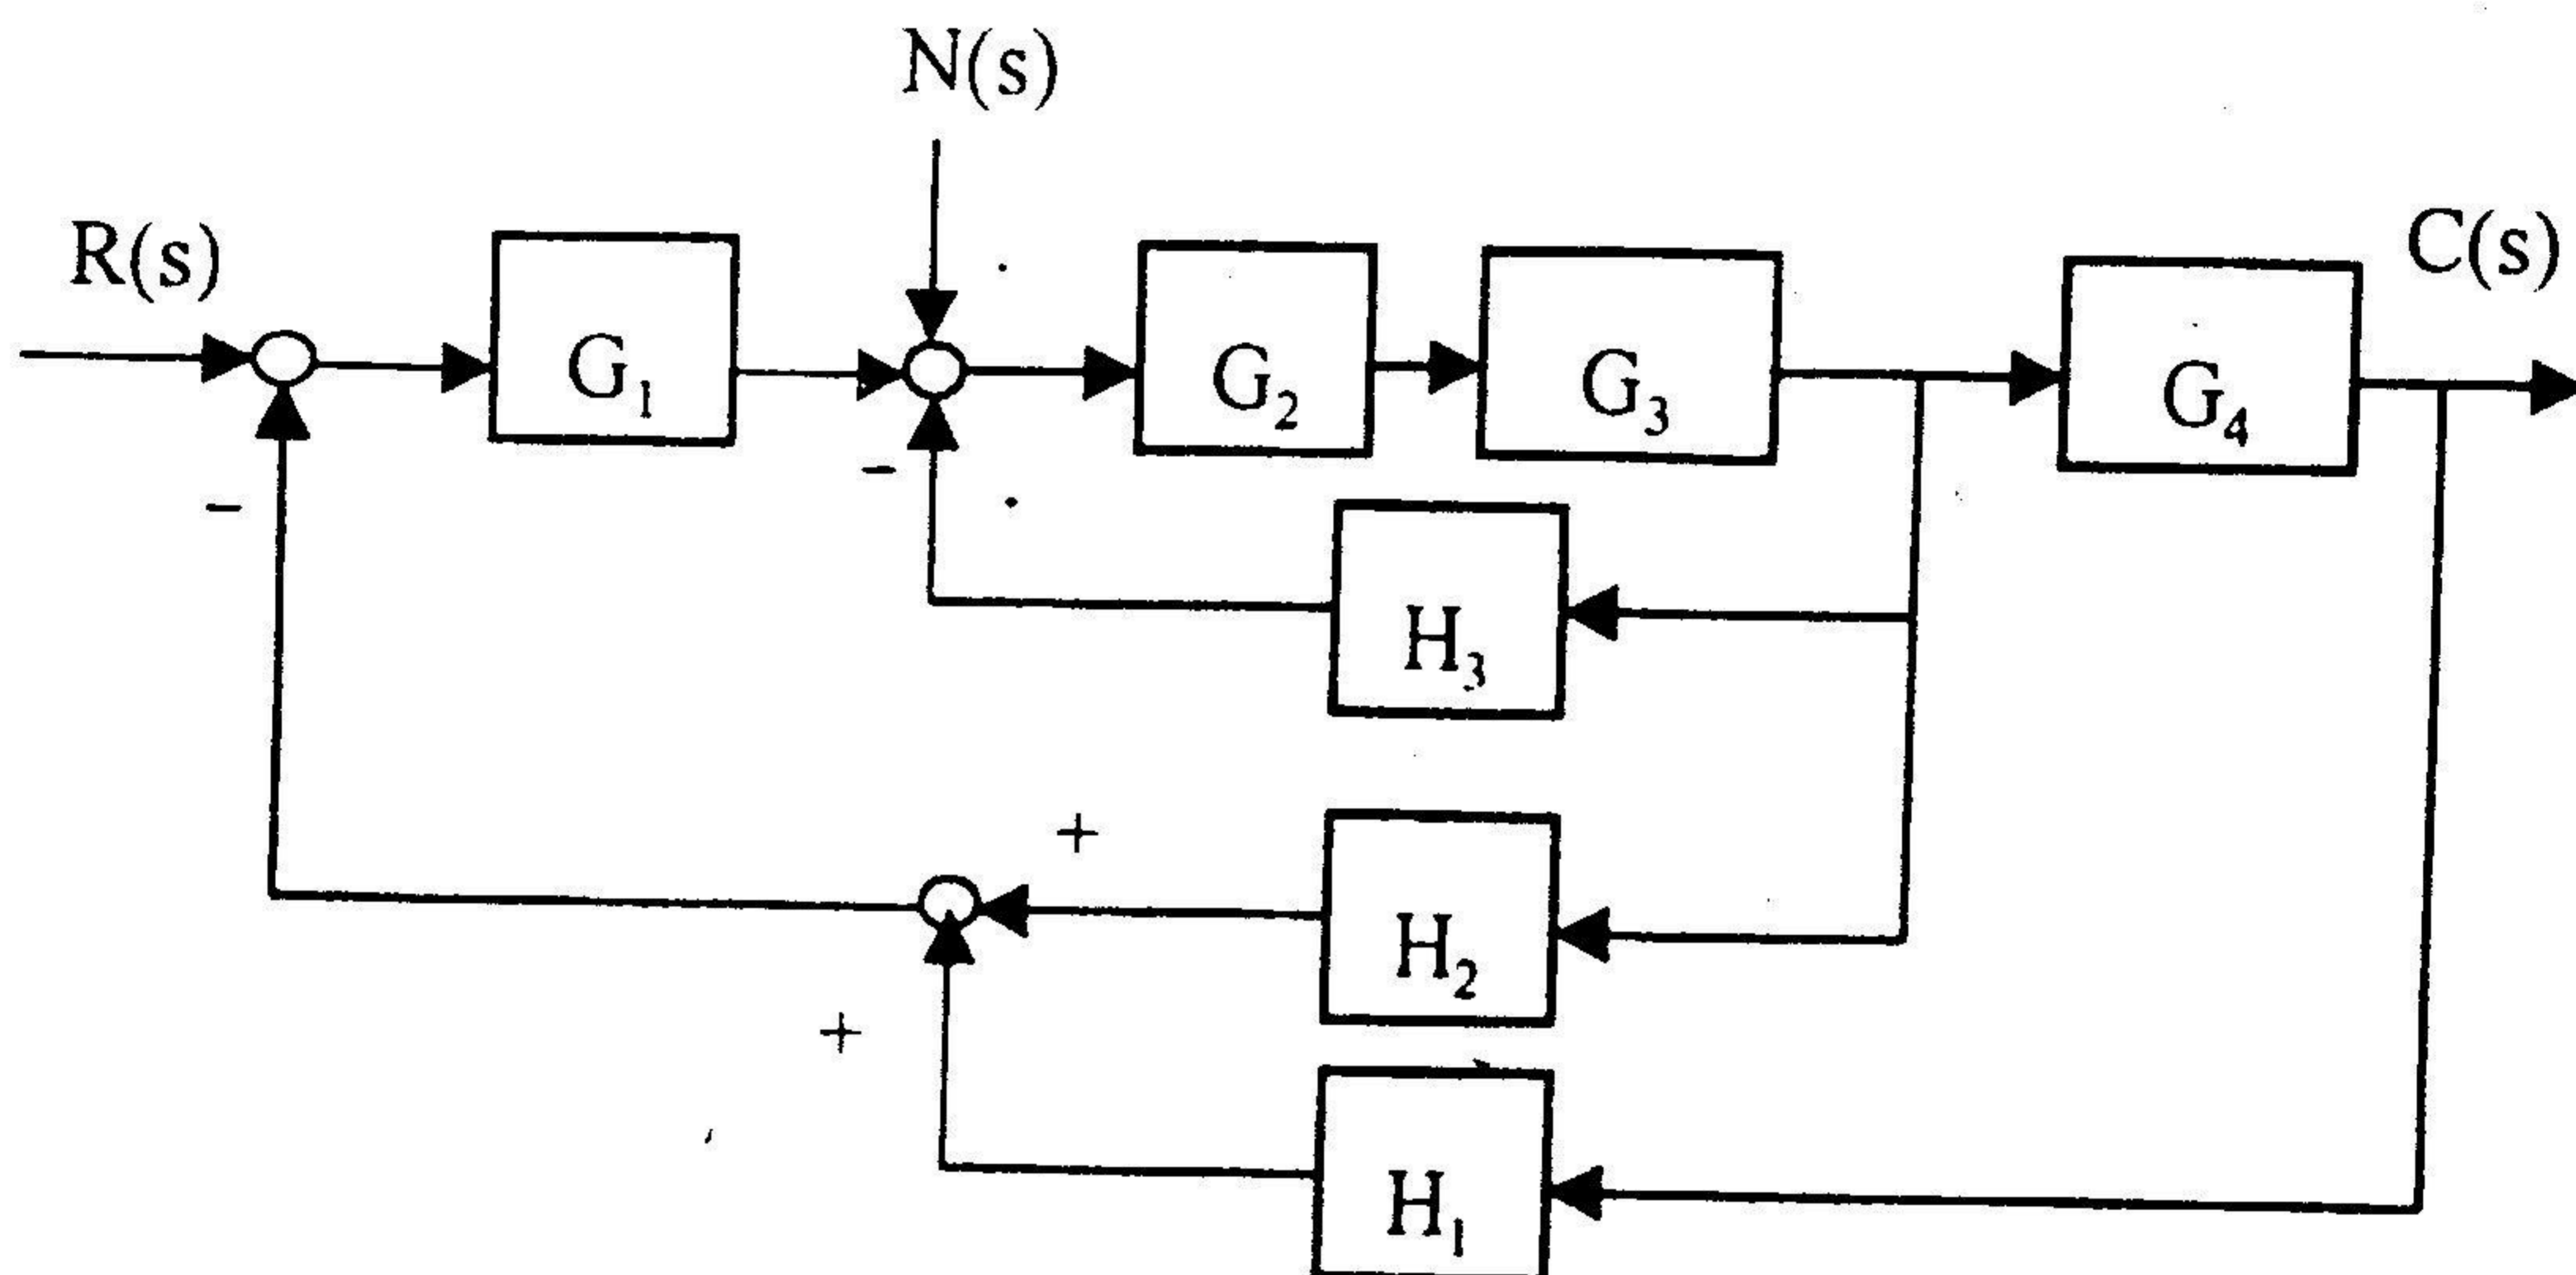 N(s)
R(s)
C(s)
G₁
G₂
G₃
G₄
−
−
H₃
+
H₂
+
H₁